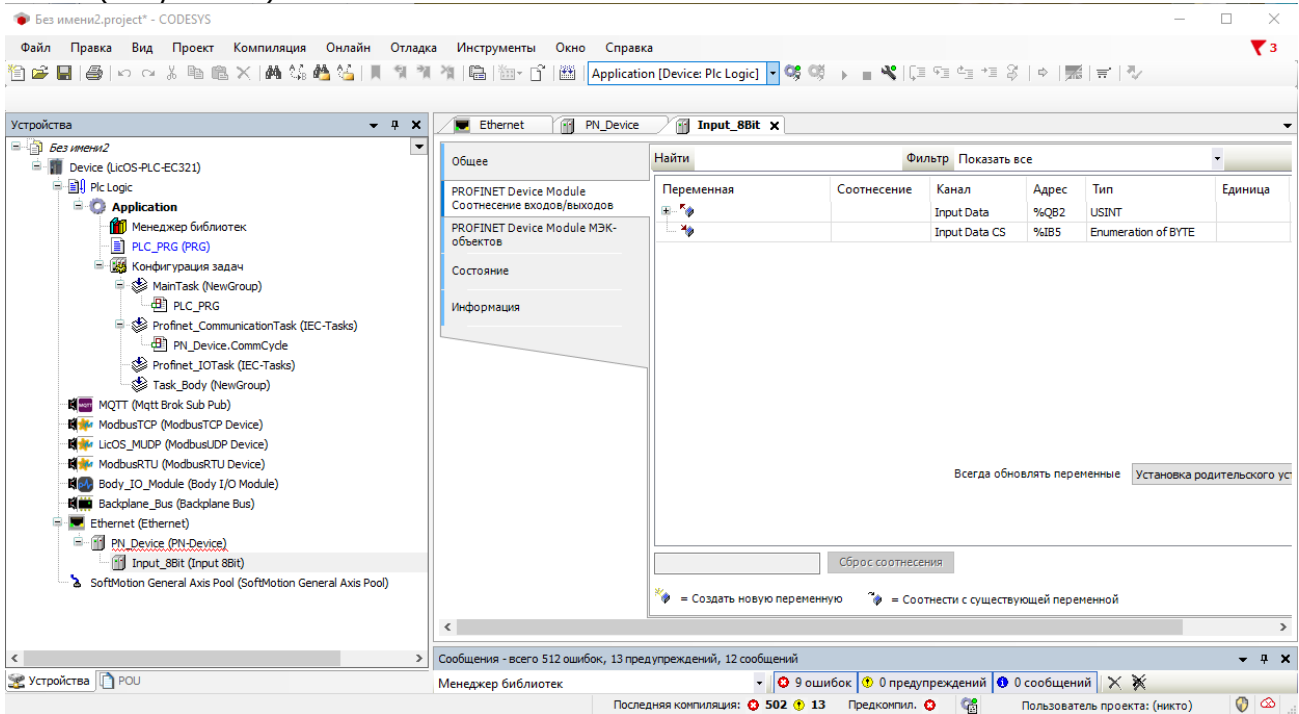 Без имени2.project* - CODESYS
Файл Правка Вид Проект Компиляция Онлайн Отладка Инструменты Окно Справка
3
Application [Device: Plc Logic]
Устройства
Без имени2
Device (LicOS-PLC-EC321)
Plc Logic
Application
Менеджер библиотек
PLC_PRG (PRG)
Конфигурация задач
MainTask (NewGroup)
PLC_PRG
Profinet_CommunicationTask (IEC-Tasks)
PN_Device.CommCycle
Profinet_IOTask (IEC-Tasks)
Task_Body (NewGroup)
MQTT (Mqtt Brok Sub Pub)
ModbusTCP (ModbusTCP Device)
LicOS_MUDP (ModbusUDP Device)
ModbusRTU (ModbusRTU Device)
Body_IO_Module (Body I/O Module)
Backplane_Bus (Backplane Bus)
Ethernet (Ethernet)
PN_Device (PN-Device)
Input_8Bit (Input 8Bit)
SoftMotion General Axis Pool (SoftMotion General Axis Pool)
Устройства POU
Ethernet PN_Device Input_8Bit
Общее
PROFINET Device Module
Соотнесение входов/выходов
PROFINET Device Module МЭК-
объектов
Состояние
Информация
Найти Фильтр Показать все
Переменная Соотнесение Канал Адрес Тип Единица
Input Data %QB2 USINT
Input Data CS %IB5 Enumeration of BYTE
Всегда обновлять переменные Установка родительского уст
Сброс соотнесения
= Создать новую переменную = Соотнести с существующей переменной
Сообщения - всего 512 ошибок, 13 предупреждений, 12 сообщений
Менеджер библиотек 9 ошибок 0 предупреждений 0 сообщений
Последняя компиляция: 502 13 Предкомпил. Пользователь проекта: (никто)